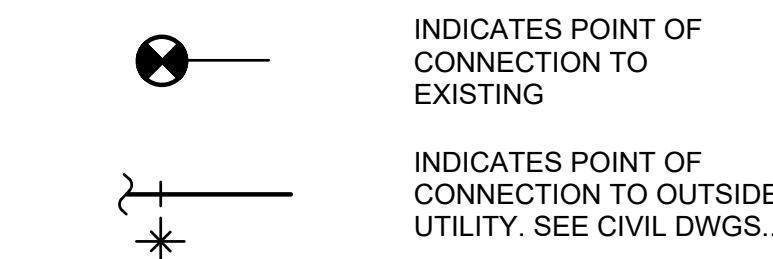 INDICATES POINT OF
CONNECTION TO
EXISTING
INDICATES POINT OF
CONNECTION TO OUTSIDE
UTILITY. SEE CIVIL DWGS..